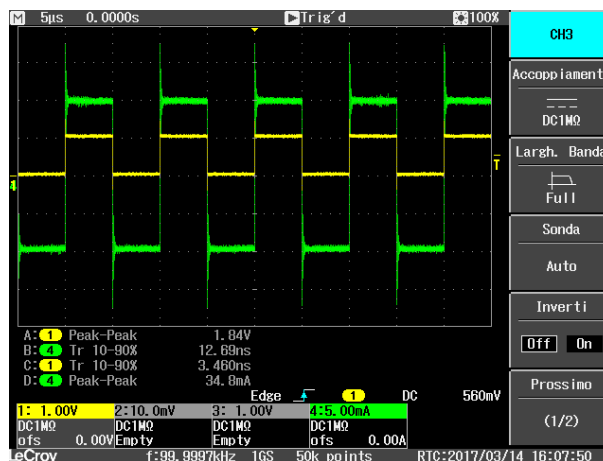 M 5µs 0.0000s Trig´d 100%
CH3
Accoppiament
DC1MΩ
Largh. Banda
Full
Sonda
Auto
Inverti
Off On
Prossimo
(1/2)
T
4
A: 1 Peak-Peak 1.84V
B: 4 Tr 10-90% 12.69ns
C: 1 Tr 10-90% 3.460ns
D: 4 Peak-Peak 34.8mA
Edge 1 DC 560mV
1: 1.00V 2:10.0mV 3: 1.00V 4:5.00mA
DC1MΩ DC1MΩ DC1MΩ DC1MΩ
ofs 0.00V Empty Empty ofs 0.00A
LeCroy f:99.9997kHz 1GS 50k points RTC:2017/03/14 16:07:50